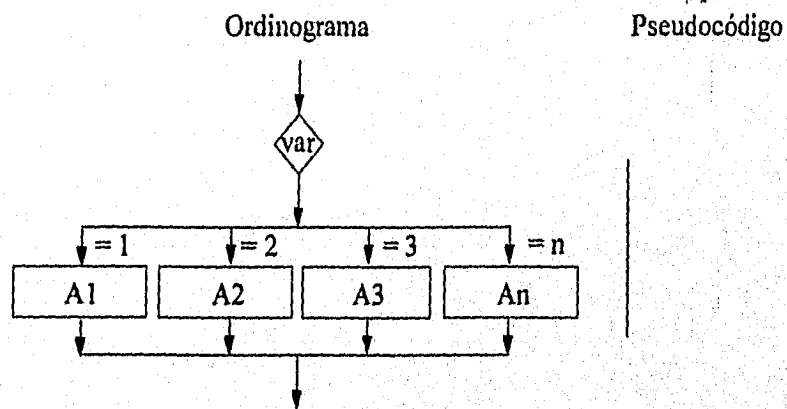 Ordinograma Pseudocódigo
var
= 1 = 2 = 3 = n
A1 A2 A3 An